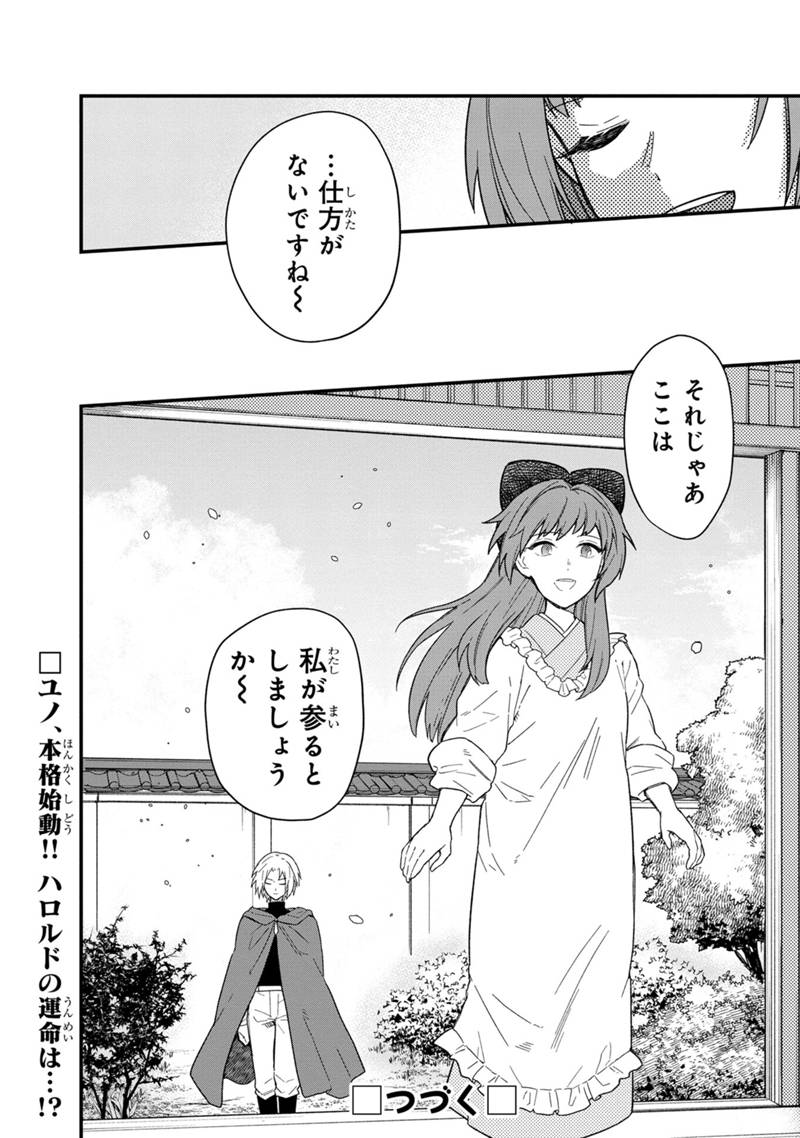 …仕方が
ないですね～
それじゃあ
ここは
私が参ると
しましょう
か～
□ユノ、本格始動!! ハロルドの運命は…!?
□つづく□